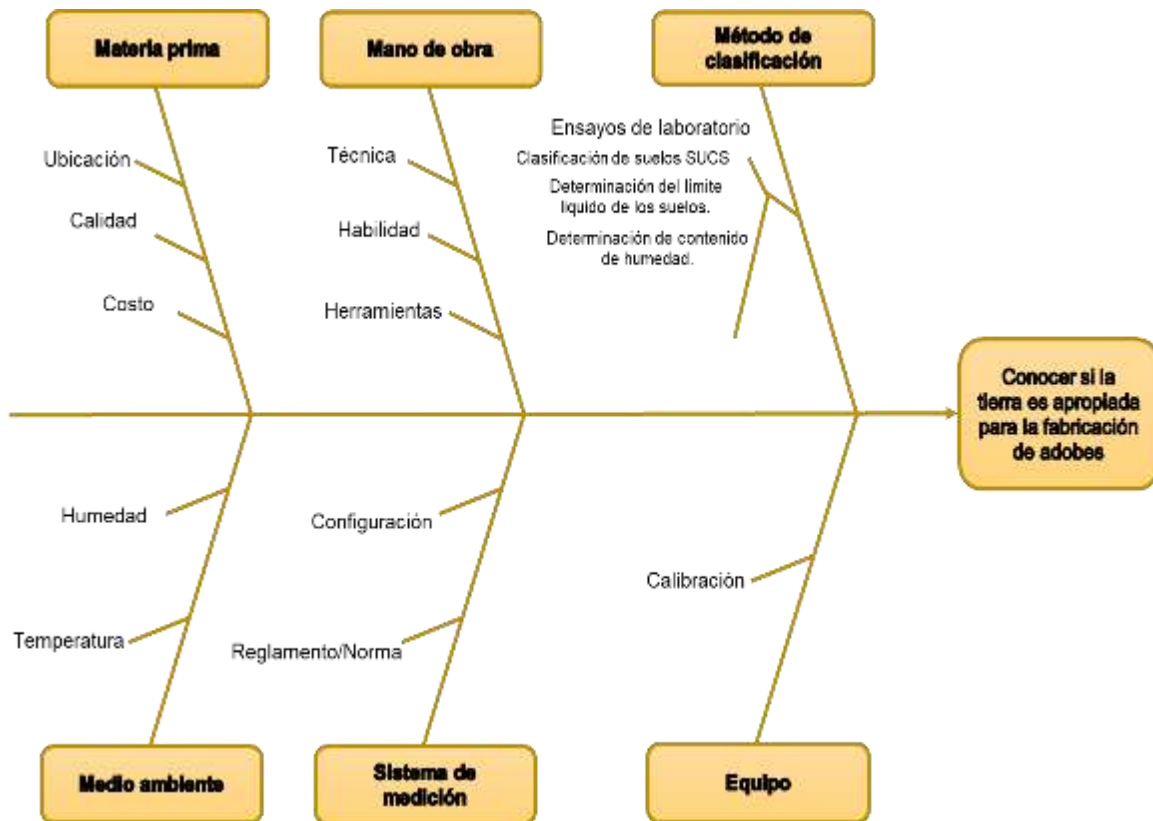 Materia prima
Mano de obra
Método de
clasificación
Ubicación
Calidad
Costo
Técnica
Habilidad
Herramientas
Ensayos de laboratorio
Clasificación de suelos SUCS
Determinación del límite
líquido de los suelos.
Determinación de contenido
de humedad.
Conocer si la
tierra es apropiada
para la fabricación
de adobes
Humedad
Temperatura
Configuración
Reglamento/Norma
Calibración
Medio ambiente
Sistema de
medición
Equipo